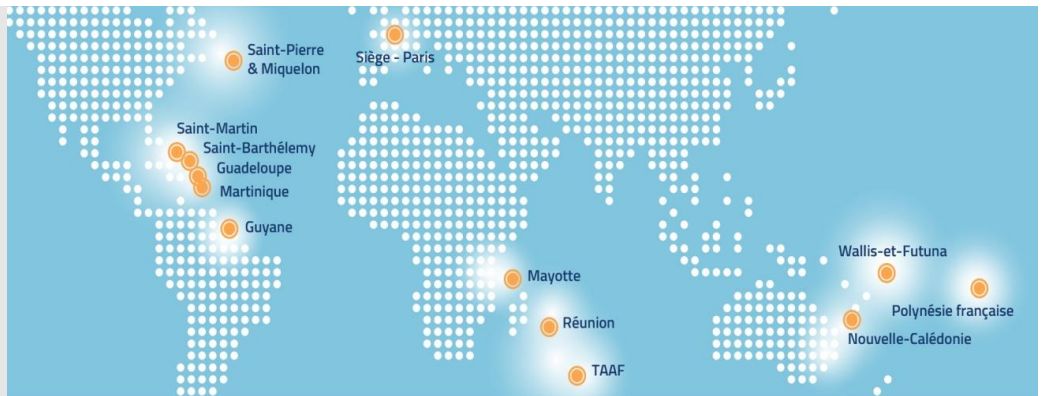 Saint-Pierre
& Miquelon
Siège - Paris
Saint-Martin
Saint-Barthélemy
Guadeloupe
Martinique
Guyane
Mayotte
Réunion
TAAF
Wallis-et-Futuna
Polynésie française
Nouvelle-Calédonie